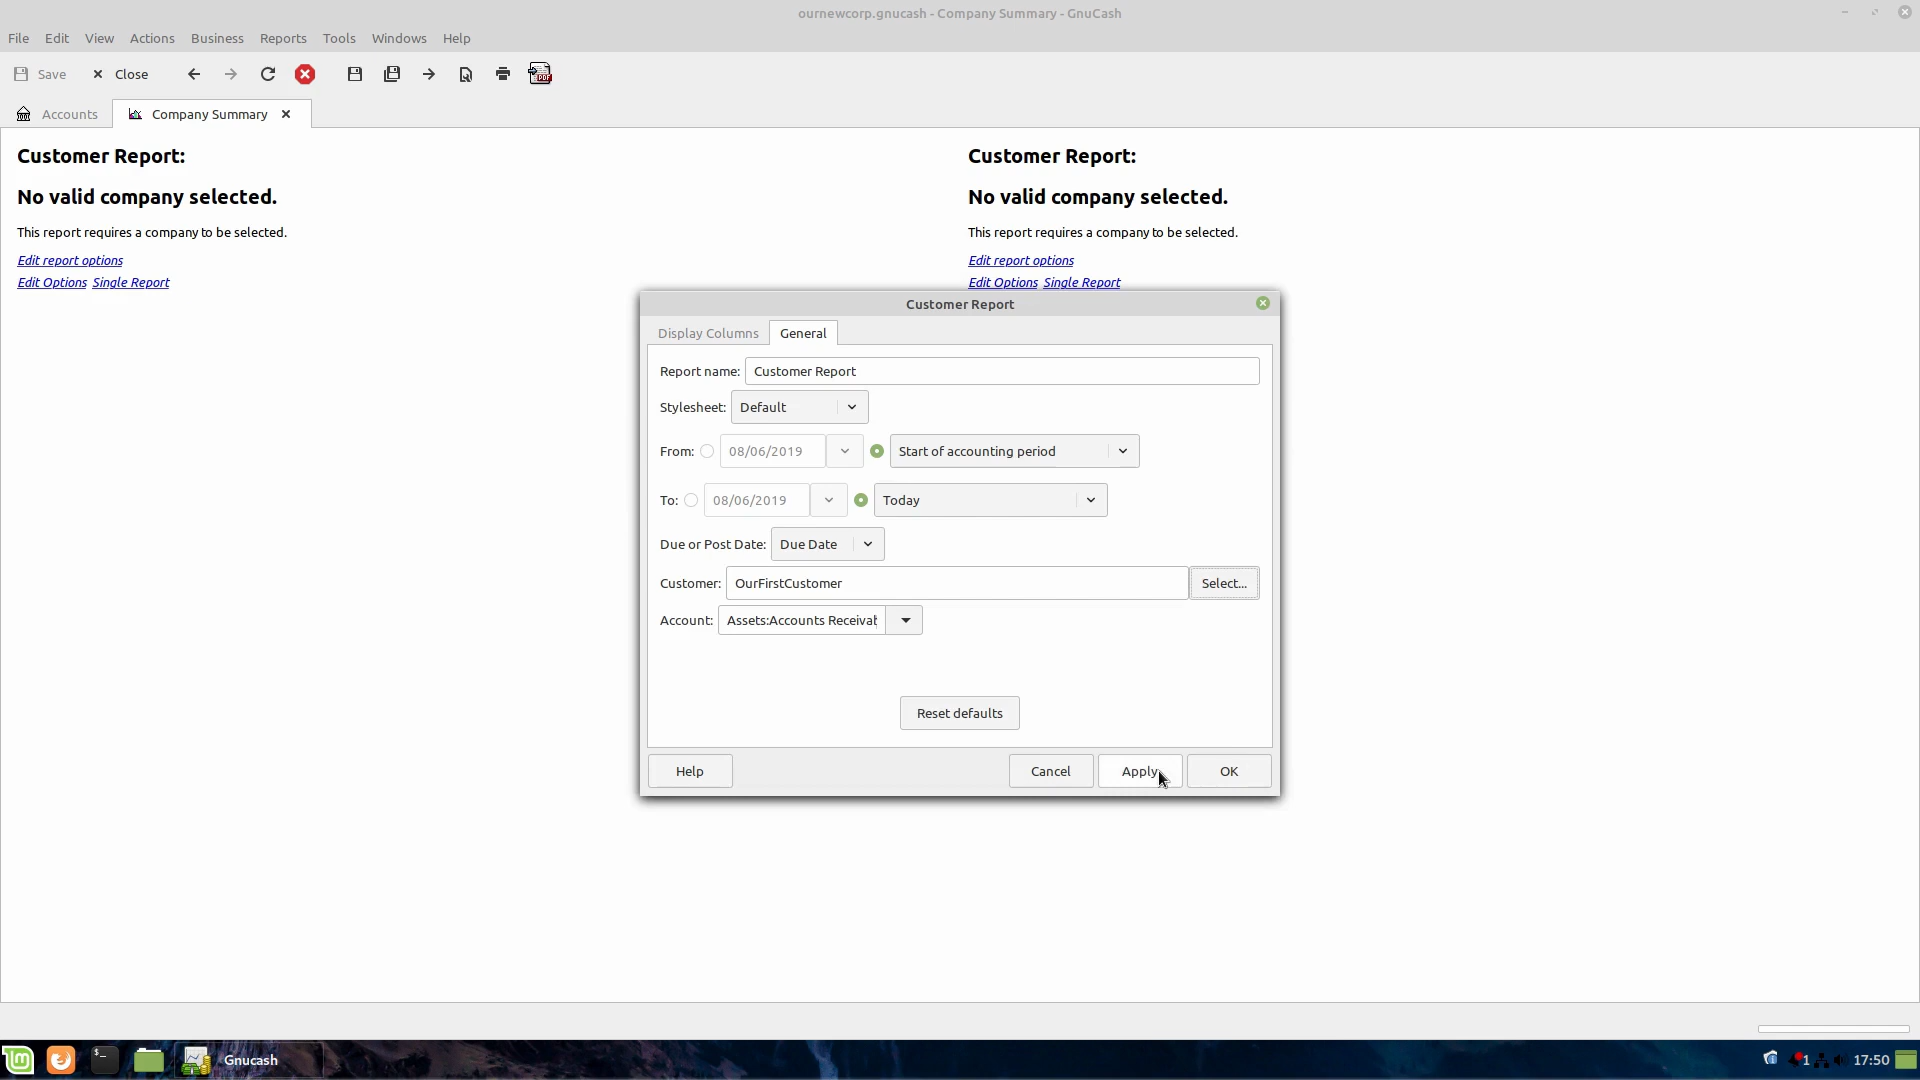 ournewcorp.gnucash - Company Summary - GnuCash
File Edit View Actions Business Reports Tools Windows Help
Save Close
Accounts Company Summary
Customer Report:
No valid company selected.
This report requires a company to be selected.
Edit report options
Edit Options Single Report
Customer Report:
No valid company selected.
This report requires a company to be selected.
Edit report options
Edit Options Single Report
Customer Report
Display Columns General
Report name: Customer Report
Stylesheet: Default
From: 08/06/2019 Start of accounting period
To: 08/06/2019 Today
Due or Post Date: Due Date
Customer: OurFirstCustomer Select...
Account: Assets:Accounts Receivab
Reset defaults
Help Cancel Apply OK
Gnucash 1 17:50